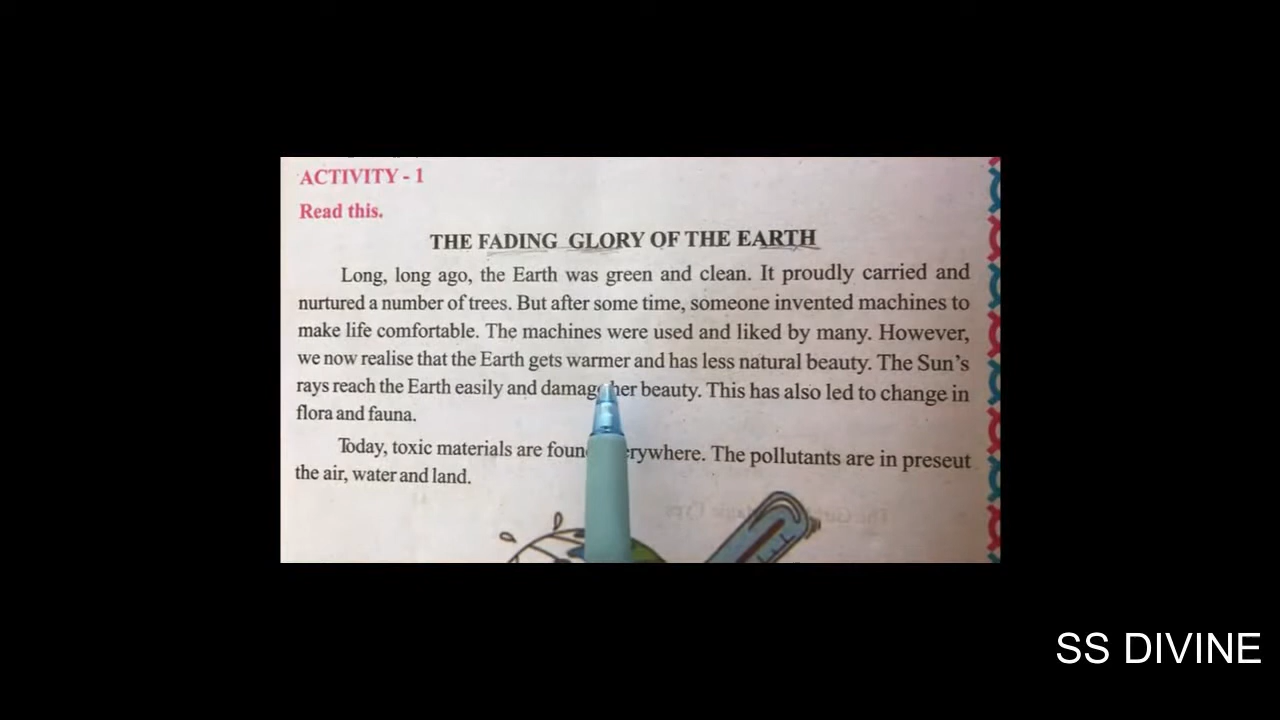 ACTIVITY - 1
Read this.
THE FADING GLORY OF THE EARTH
Long, long ago, the Earth was green and clean. It proudly carried and
nurtured a number of trees. But after some time, someone invented machines to
make life comfortable. The machines were used and liked by many. However,
we now realise that the Earth gets warmer and has less natural beauty. The Sun's
rays reach the Earth easily and damage her beauty. This has also led to change in
flora and fauna.
Today, toxic materials are foun erywhere. The pollutants are in preseut
the air, water and land.
SS DIVINE